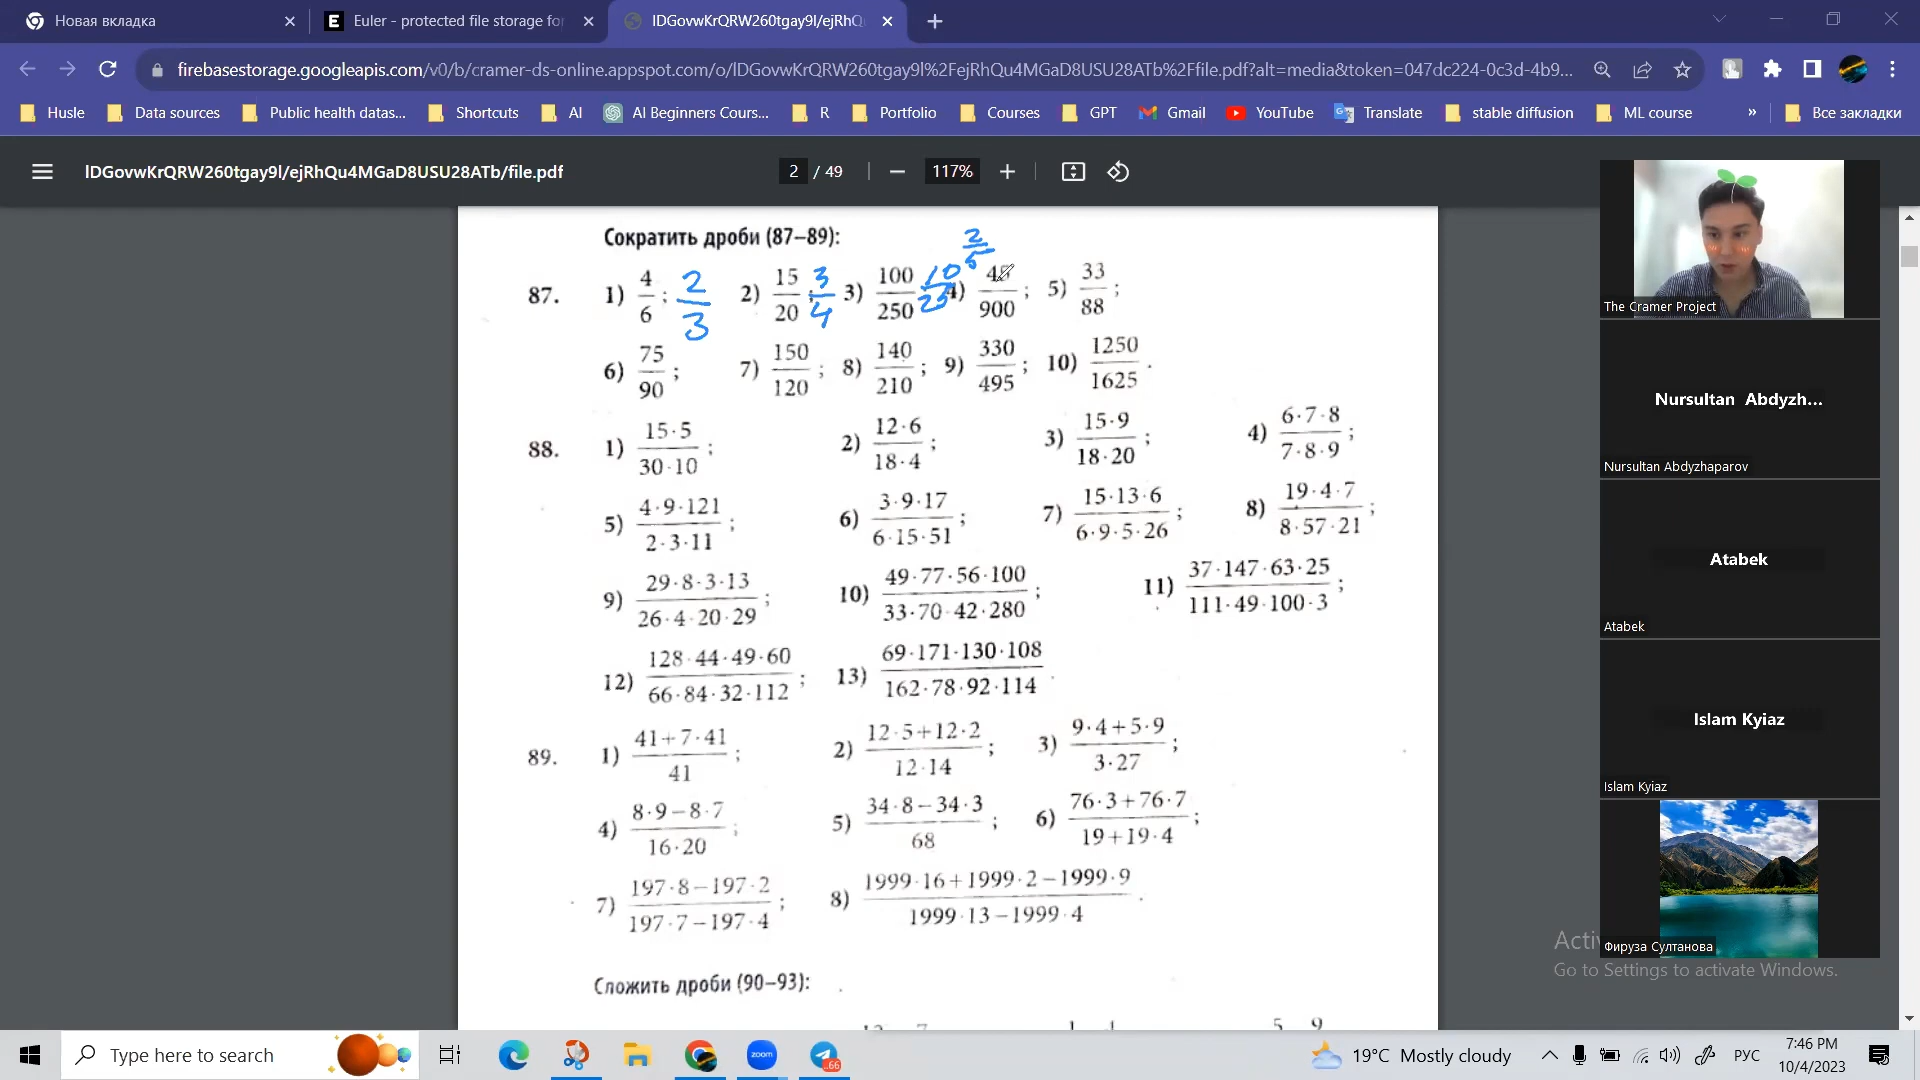 Новая вкладка
Euler - protected file storage for
lDGovwKrQRW260tgay9l/ejRhQu
firebasestorage.googleapis.com/v0/b/cramer-ds-online.appspot.com/o/lDGovwKrQRW260tgay9l%2FejRhQu4MGaD8USU28ATb%2Ffile.pdf?alt=media&token=047dc224-0c3d-4b9...
Husle Data sources Public health datas... Shortcuts AI AI Beginners Cours... R Portfolio Courses GPT Gmail YouTube Translate stable diffusion ML course » Все закладки
lDGovwKrQRW260tgay9l/ejRhQu4MGaD8USU28ATb/file.pdf 2 / 49 117%
Сократить дроби (87–89):
87. 1) 4/6; 2/3 2) 15/20; 3/4 3) 100/250 10/25 2/5 4) /900; 5) 33/88;
6) 75/90; 7) 150/120; 8) 140/210; 9) 330/495; 10) 1250/1625.
88. 1) 15·5/30·10; 2) 12·6/18·4; 3) 15·9/18·20; 4) 6·7·8/7·8·9;
5) 4·9·121/2·3·11; 6) 3·9·17/6·15·51; 7) 15·13·6/6·9·5·26; 8) 19·4·7/8·57·21;
9) 29·8·3·13/26·4·20·29; 10) 49·77·56·100/33·70·42·280; 11) 37·147·63·25/111·49·100·3;
12) 128·44·49·60/66·84·32·112; 13) 69·171·130·108/162·78·92·114.
89. 1) 41+7·41/41; 2) 12·5+12·2/12·14; 3) 9·4+5·9/3·27;
4) 8·9−8·7/16·20; 5) 34·8−34·3/68; 6) 76·3+76·7/19+19·4;
7) 197·8−197·2/197·7−197·4; 8) 1999·16+1999·2−1999·9/1999·13−1999·4.
Сложить дроби (90–93):
The Cramer Project
Nursultan Abdyzh...
Nursultan Abdyzhaparov
Atabek
Atabek
Islam Kyiaz
Islam Kyiaz
Фируза Султанова
Go to Settings to activate Windows.
Type here to search
zoom
66
19°C Mostly cloudy
РУС
7:46 PM
10/4/2023